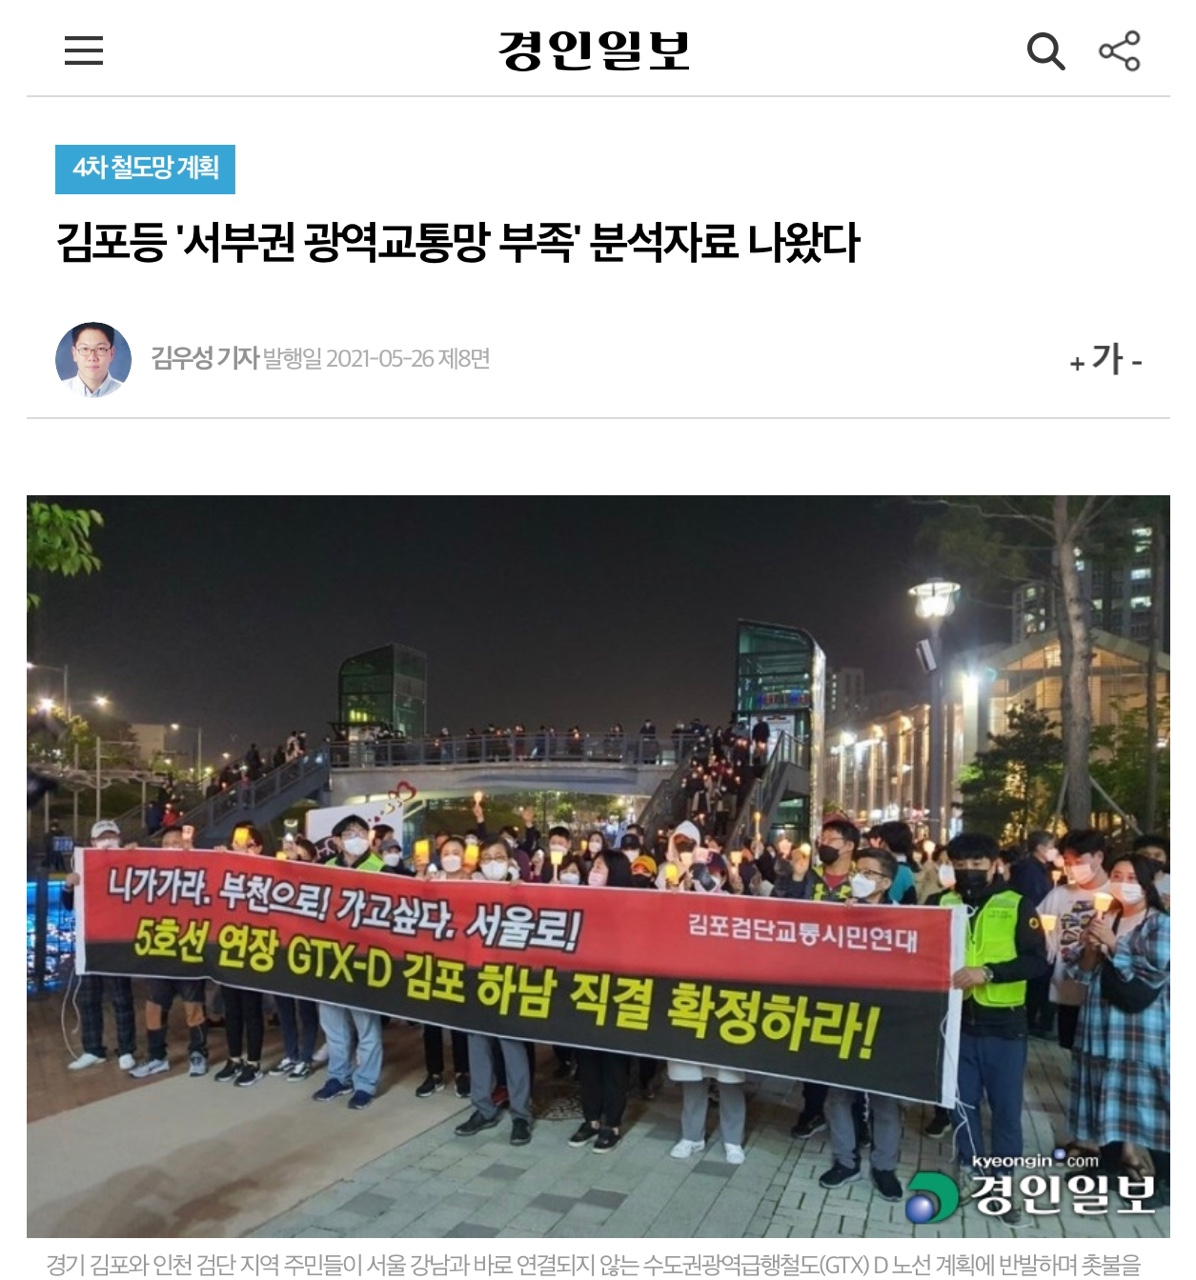 경인일보
4차 철도망 계획
김포등 '서부권 광역교통망 부족' 분석자료 나왔다
김우성 기자 발행일 2021-05-26 제8면
+ 가 -
니가가라. 부천으로! 가고싶다. 서울로!
김포검단교통시민연대
5호선 연장 GTX-D 김포 하남 직결 확정하라!
kyeongin.com
경인일보
경기 김포와 인천 검단 지역 주민들이 서울 강남과 바로 연결되지 않는 수도권광역급행철도(GTX) D 노선 계획에 반발하며 촛불을